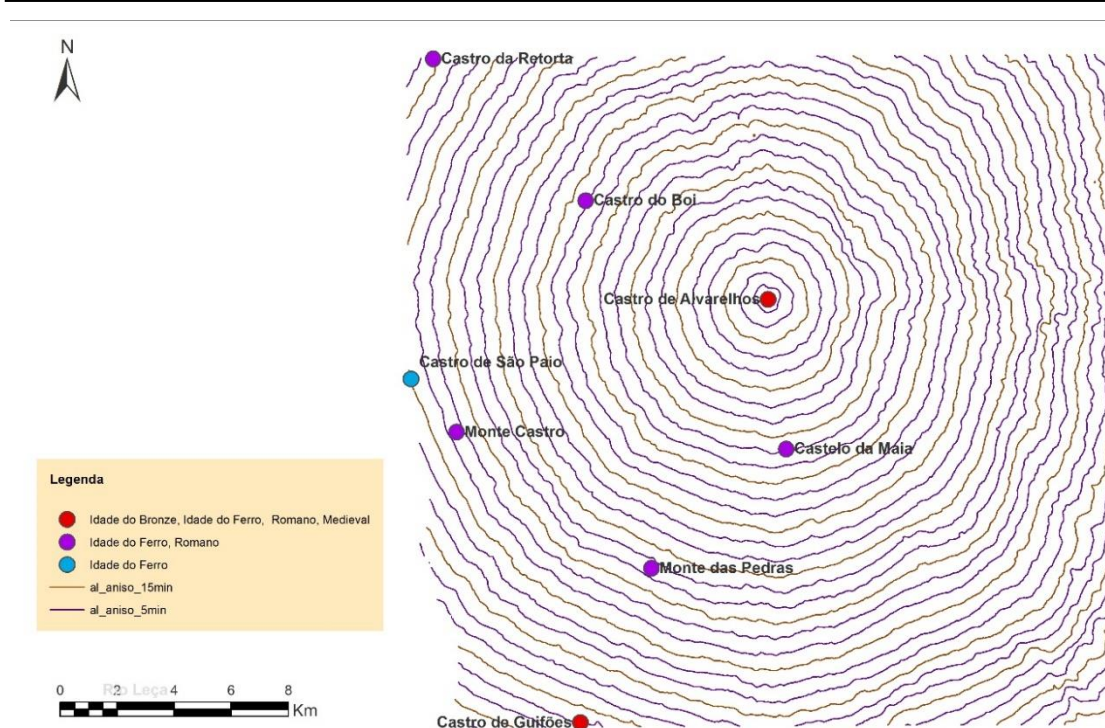 N
Castro da Retorta
Castro do Boi
Castro de Alvarelhos
Castro de São Paio
Monte Castro
Castelo da Maia
Legenda
Idade do Bronze, Idade do Ferro, Romano, Medieval
Idade do Ferro, Romano
Idade do Ferro
al_aniso_15min
al_aniso_5min
Monte das Pedras
0 2 4 6 8
Rio Leça
Km
Castro de Guifões